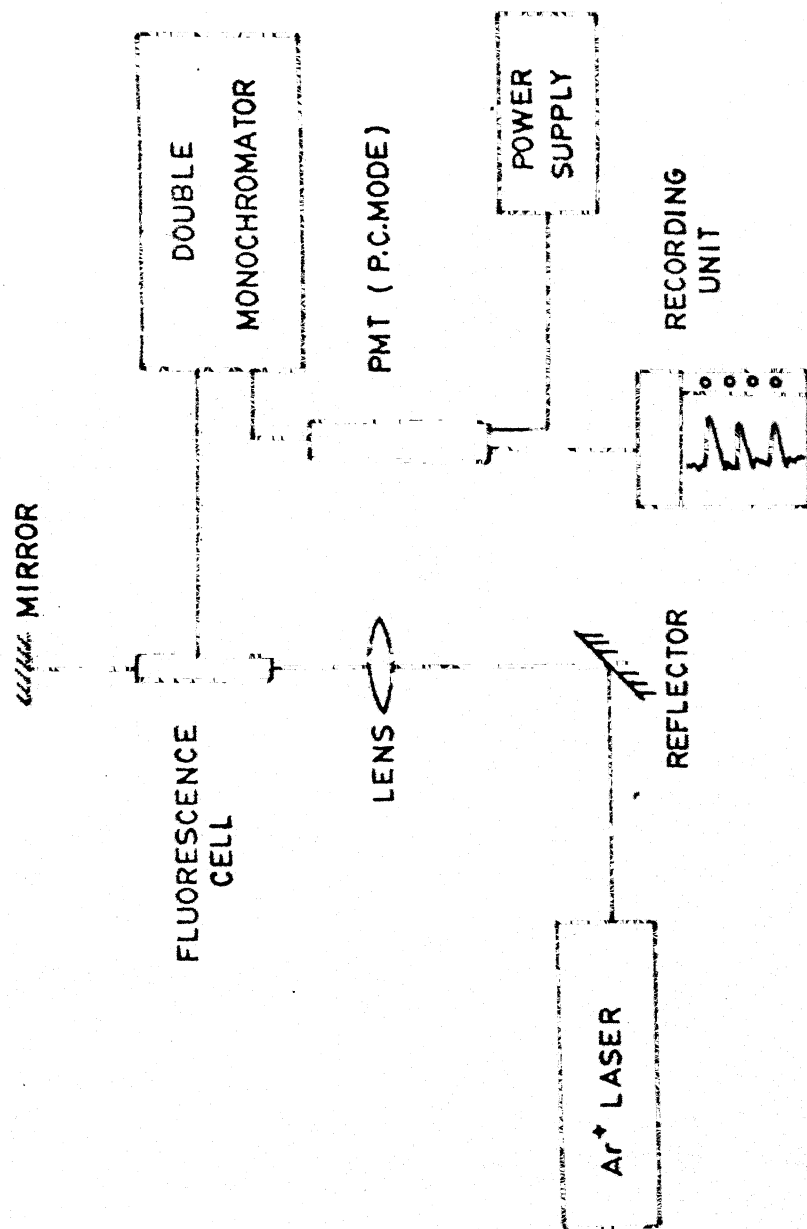 MIRROR
FLUORESCENCE
CELL
DOUBLE
MONOCHROMATOR
LENS
PMT (P.C.MODE)
POWER
SUPPLY
Ar⁺ LASER
REFLECTOR
RECORDING
UNIT